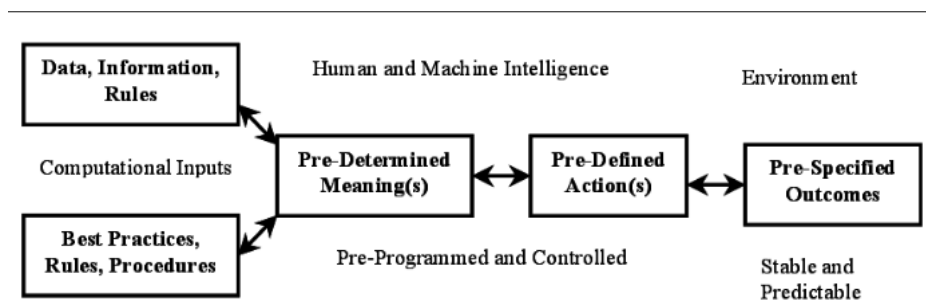 Data, Information,
Rules
Human and Machine Intelligence
Environment
Computational Inputs
Pre-Determined
Meaning(s)
Pre-Defined
Action(s)
Pre-Specified
Outcomes
Best Practices,
Rules, Procedures
Pre-Programmed and Controlled
Stable and
Predictable